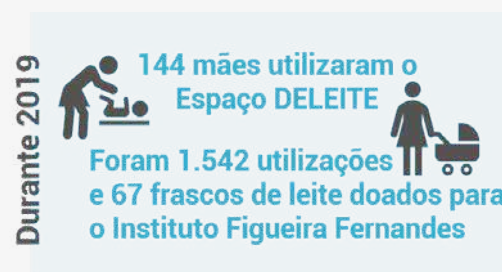 Durante 2019
144 mães utilizaram o
Espaço DELEITE
Foram 1.542 utilizações
e 67 frascos de leite doados para
o Instituto Figueira Fernandes